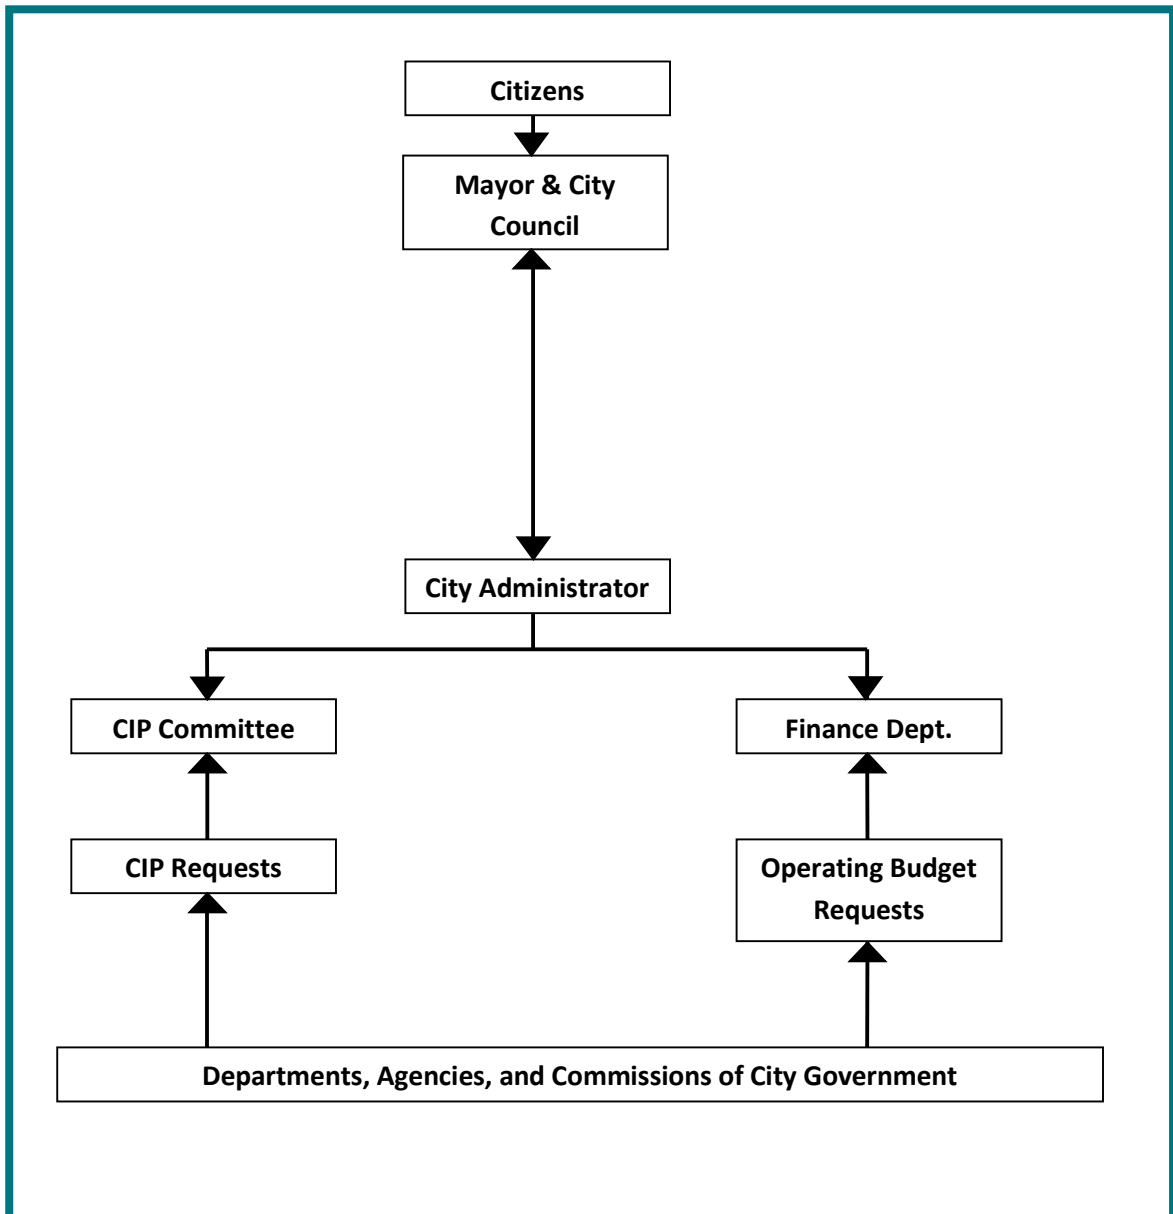 Citizens
Mayor & City
Council
City Administrator
CIP Committee
Finance Dept.
CIP Requests
Operating Budget
Requests
Departments, Agencies, and Commissions of City Government